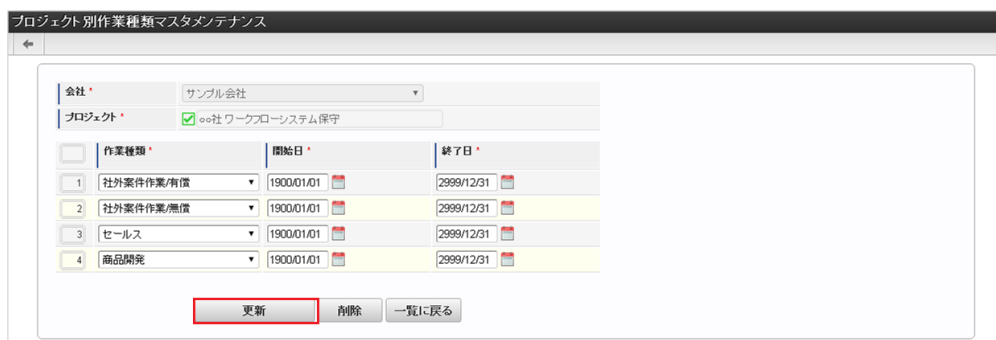 プロジェクト別作業種類マスタメンテナンス
会社 * サンプル会社
プロジェクト * ○○社 ワークフローシステム保守
作業種類 * 開始日 * 終了日 *
1 社外案件作業/有償 1900/01/01 2999/12/31
2 社外案件作業/無償 1900/01/01 2999/12/31
3 セールス 1900/01/01 2999/12/31
4 商品開発 1900/01/01 2999/12/31
更新 削除 一覧に戻る